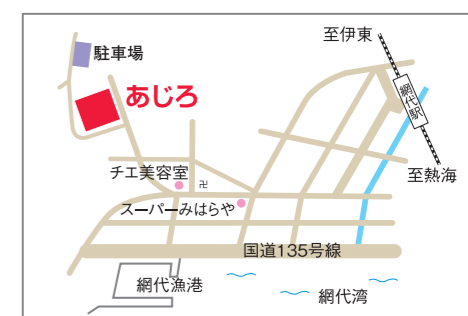 至伊東
駐車場
あじろ
網代駅
チエ美容室
卍
至熱海
スーパーみはらや
国道135号線
網代漁港
網代湾